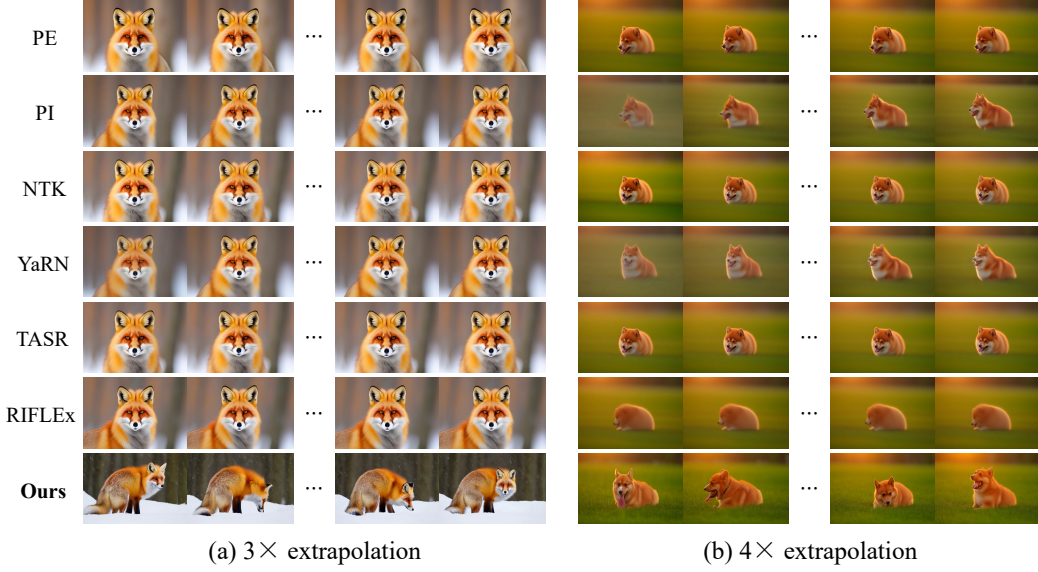 PE
... ...
PI
... ...
NTK
... ...
YaRN
... ...
TASR
... ...
RIFLEx
... ...
Ours
... ...
(a) 3× extrapolation
(b) 4× extrapolation